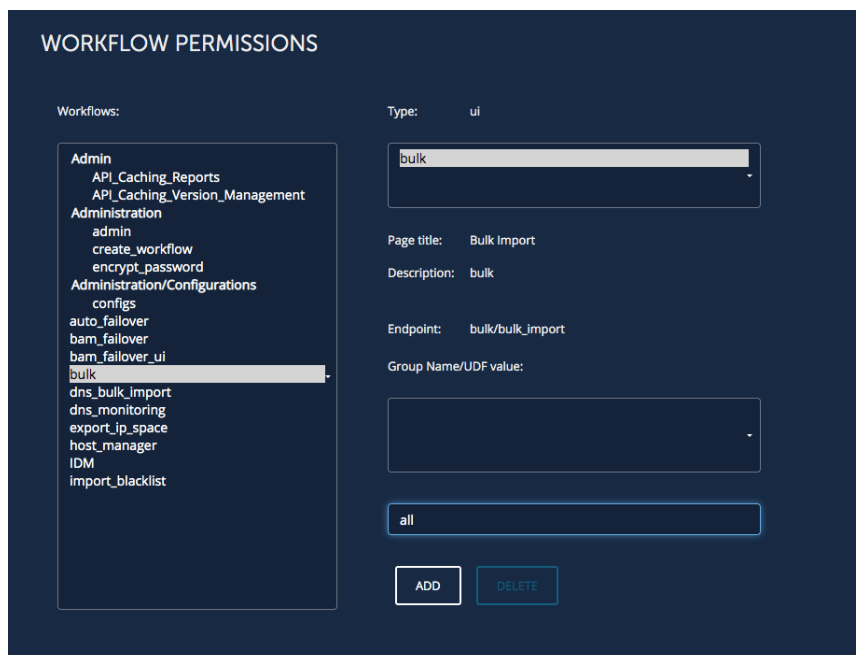 WORKFLOW PERMISSIONS
Workflows:
Admin
API_Caching_Reports
API_Caching_Version_Management
Administration
admin
create_workflow
encrypt_password
Administration/Configurations
configs
auto_failover
bam_failover
bam_failover_ui
bulk
dns_bulk_import
dns_monitoring
export_ip_space
host_manager
IDM
import_blacklist
Type: ui
bulk
Page title: Bulk Import
Description: bulk
Endpoint: bulk/bulk_import
Group Name/UDF value:
all
ADD DELETE